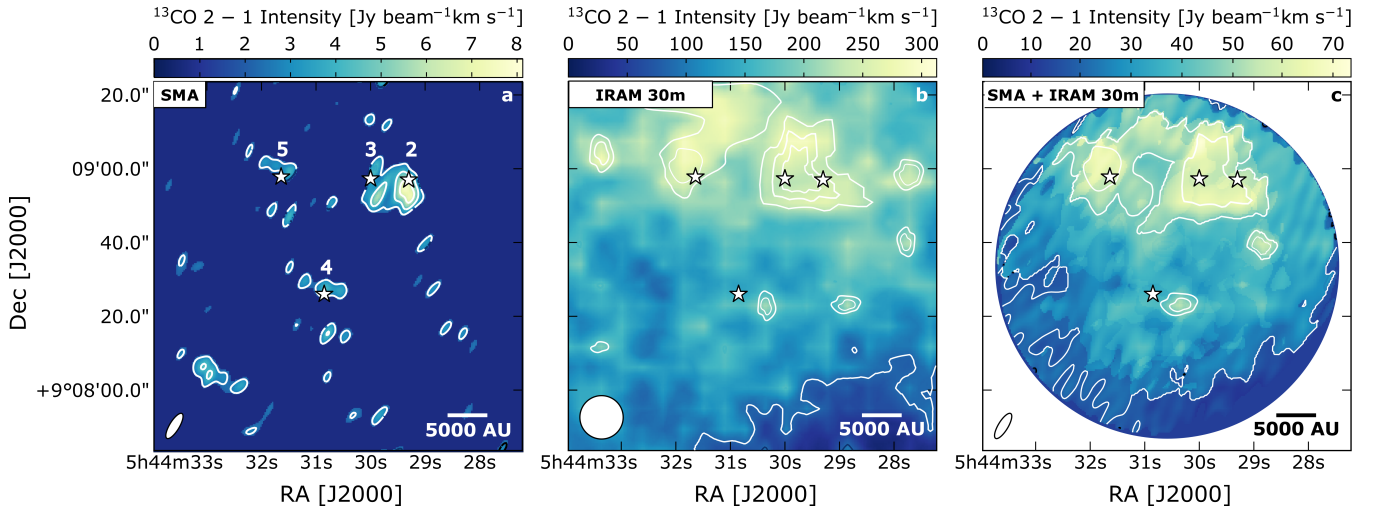 ¹³CO 2 − 1 Intensity [Jy beam⁻¹km s⁻¹]
0 1 2 3 4 5 6 7 8
SMA
a
5 3 2
4
5000 AU
20.0"
09'00.0"
40.0"
20.0"
+9°08'00.0"
Dec [J2000]
5h44m33s 32s 31s 30s 29s 28s
RA [J2000]
¹³CO 2 − 1 Intensity [Jy beam⁻¹km s⁻¹]
0 50 100 150 200 250 300
IRAM 30m
b
5000 AU
5h44m33s 32s 31s 30s 29s 28s
RA [J2000]
¹³CO 2 − 1 Intensity [Jy beam⁻¹km s⁻¹]
0 10 20 30 40 50 60 70
SMA + IRAM 30m
c
5000 AU
5h44m33s 32s 31s 30s 29s 28s
RA [J2000]